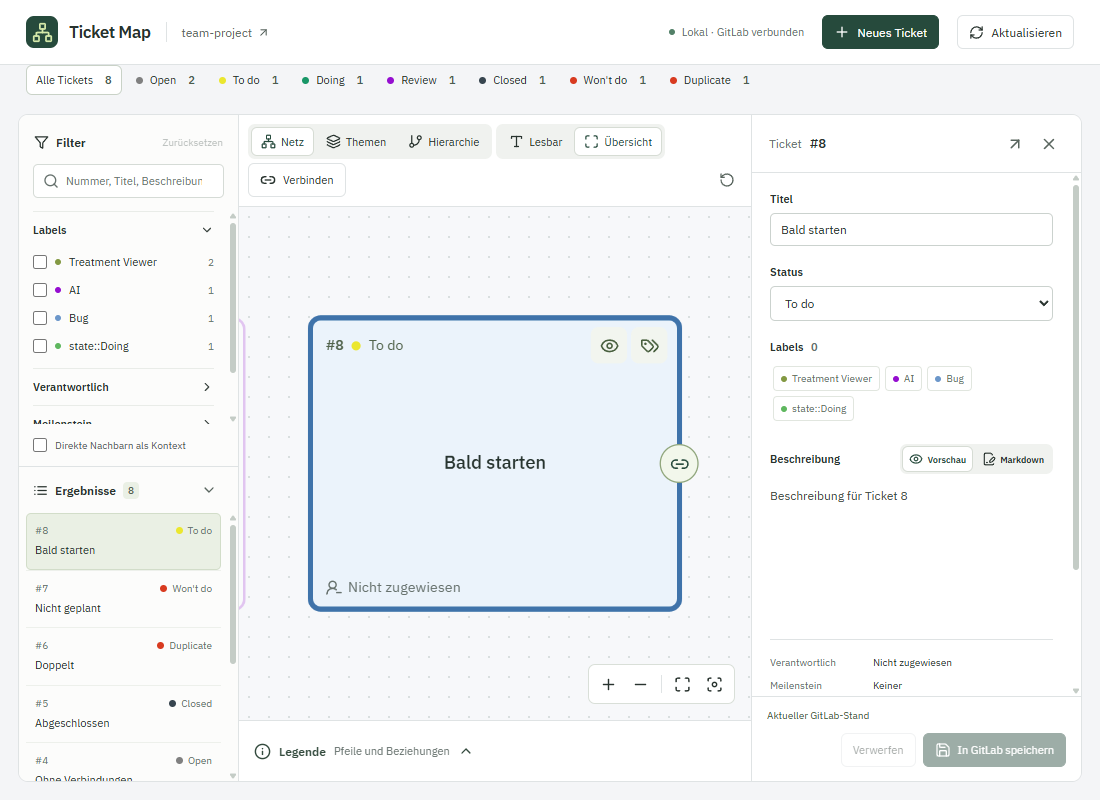 Ticket Map
team-project
Lokal · GitLab verbunden
Neues Ticket
Aktualisieren
Alle Tickets 8
Open 2
To do 1
Doing 1
Review 1
Closed 1
Won't do 1
Duplicate 1
Filter
Zurücksetzen
Nummer, Titel, Beschreibun
Labels
Treatment Viewer 2
AI 1
Bug 1
state::Doing 1
Verantwortlich
Meilenstein
Direkte Nachbarn als Kontext
Ergebnisse 8
#8 To do
Bald starten
#7 Won't do
Nicht geplant
#6 Duplicate
Doppelt
#5 Closed
Abgeschlossen
#4 Open
Ohne Verbindungen
Netz
Themen
Hierarchie
Lesbar
Übersicht
Verbinden
#8 To do
Bald starten
Nicht zugewiesen
Legende Pfeile und Beziehungen
Ticket #8
Titel
Bald starten
Status
To do
Labels 0
Treatment Viewer
AI
Bug
state::Doing
Beschreibung
Vorschau
Markdown
Beschreibung für Ticket 8
Verantwortlich Nicht zugewiesen
Meilenstein Keiner
Aktueller GitLab-Stand
Verwerfen
In GitLab speichern